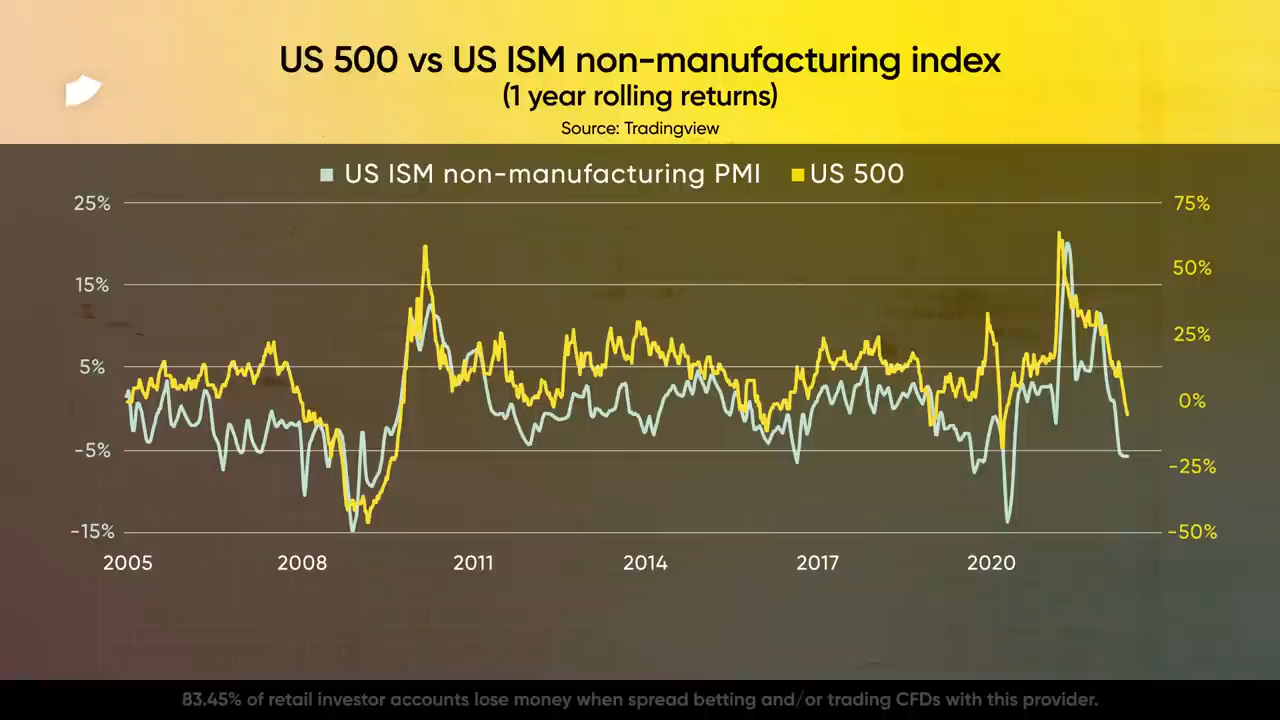 US 500 vs US ISM non-manufacturing index
(1 year rolling returns)
Source: Tradingview
US ISM non-manufacturing PMI US 500
25% 75%
50%
15%
25%
5%
0%
-5%
-25%
-15% -50%
2005 2008 2011 2014 2017 2020
83.45% of retail investor accounts lose money when spread betting and/or trading CFDs with this provider.